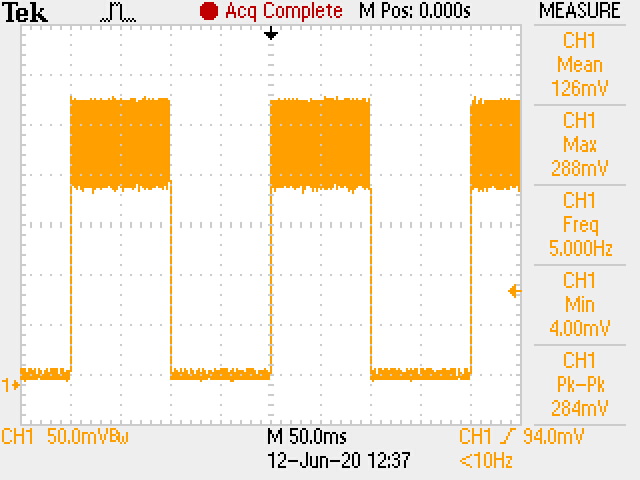 Tek Acq Complete M Pos: 0.000s MEASURE
CH1
Mean
126mV
CH1
Max
288mV
CH1
Freq
5.000Hz
CH1
Min
4.00mV
CH1
Pk-Pk
284mV
1
CH1 50.0mVBw M 50.0ms CH1 94.0mV
12-Jun-20 12:37 <10Hz